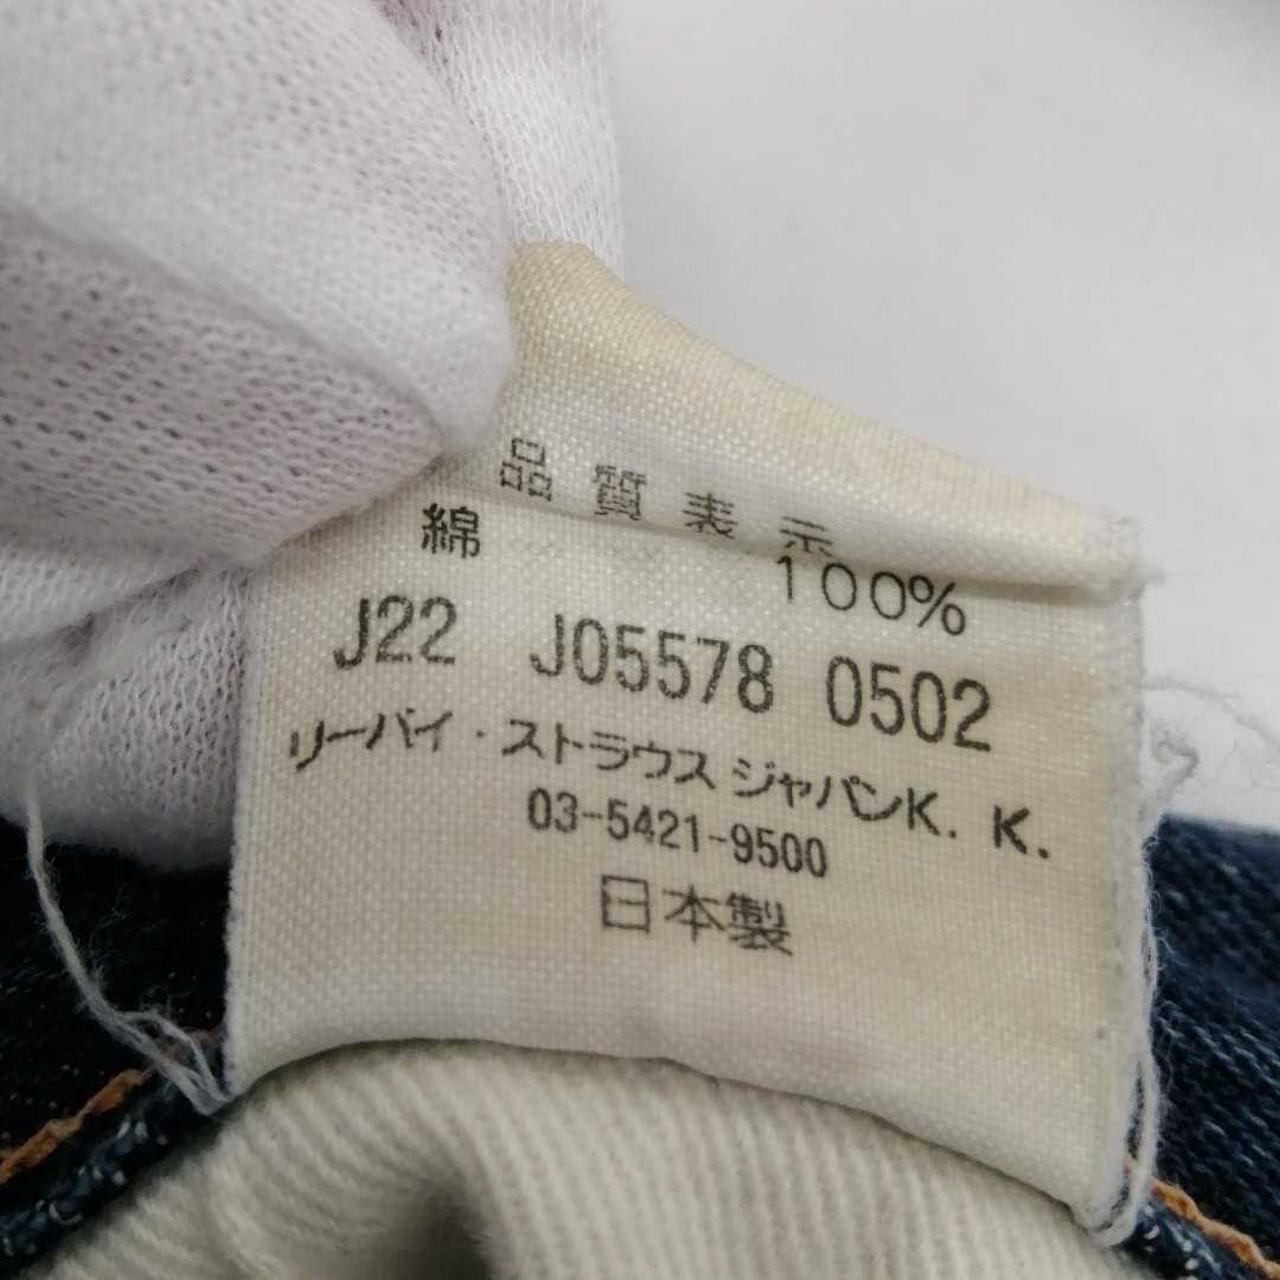 品質表示
綿 100%
J22 J05578 0502
リーバイ・ストラウス ジャパンK. K.
03-5421-9500
日本製